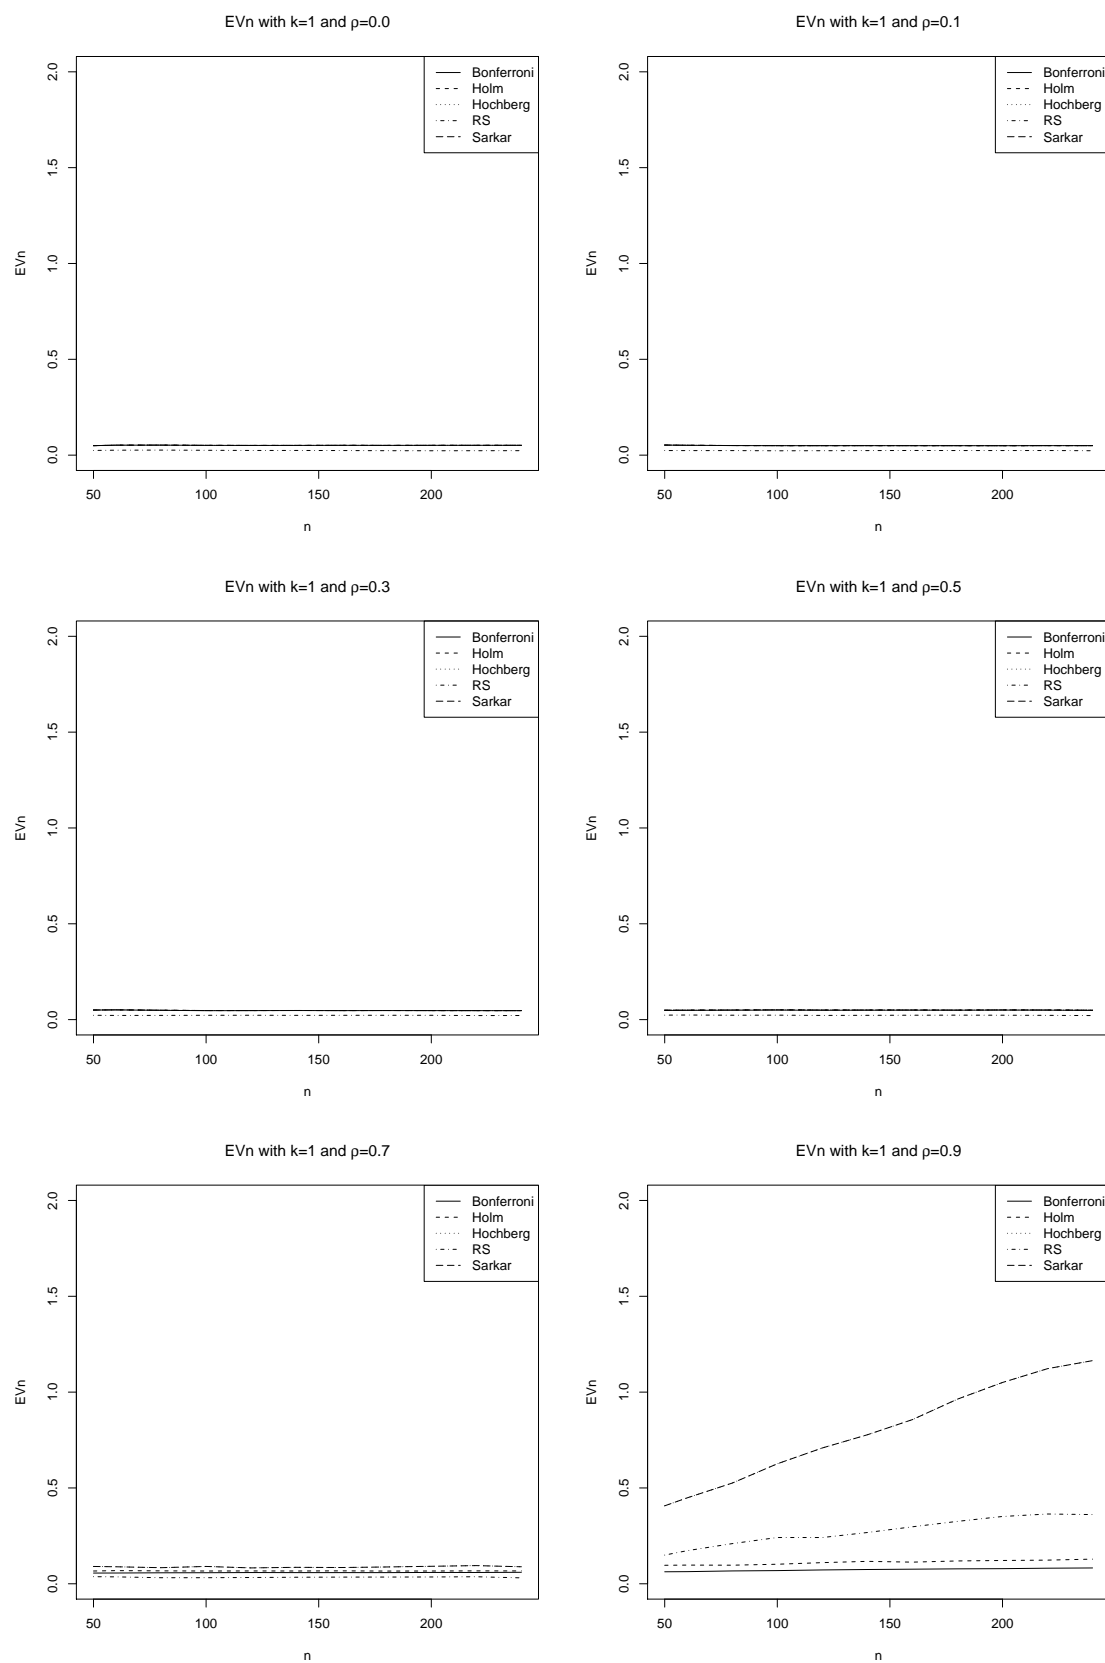 EVn with k=1 and ρ=0.0
Bonferroni
Holm
Hochberg
RS
Sarkar
2.0
1.5
1.0
0.5
0.0
EVn
50 100 150 200
n
EVn with k=1 and ρ=0.1
Bonferroni
Holm
Hochberg
RS
Sarkar
2.0
1.5
1.0
0.5
0.0
EVn
50 100 150 200
n
EVn with k=1 and ρ=0.3
Bonferroni
Holm
Hochberg
RS
Sarkar
2.0
1.5
1.0
0.5
0.0
EVn
50 100 150 200
n
EVn with k=1 and ρ=0.5
Bonferroni
Holm
Hochberg
RS
Sarkar
2.0
1.5
1.0
0.5
0.0
EVn
50 100 150 200
n
EVn with k=1 and ρ=0.7
Bonferroni
Holm
Hochberg
RS
Sarkar
2.0
1.5
1.0
0.5
0.0
EVn
50 100 150 200
n
EVn with k=1 and ρ=0.9
Bonferroni
Holm
Hochberg
RS
Sarkar
2.0
1.5
1.0
0.5
0.0
EVn
50 100 150 200
n